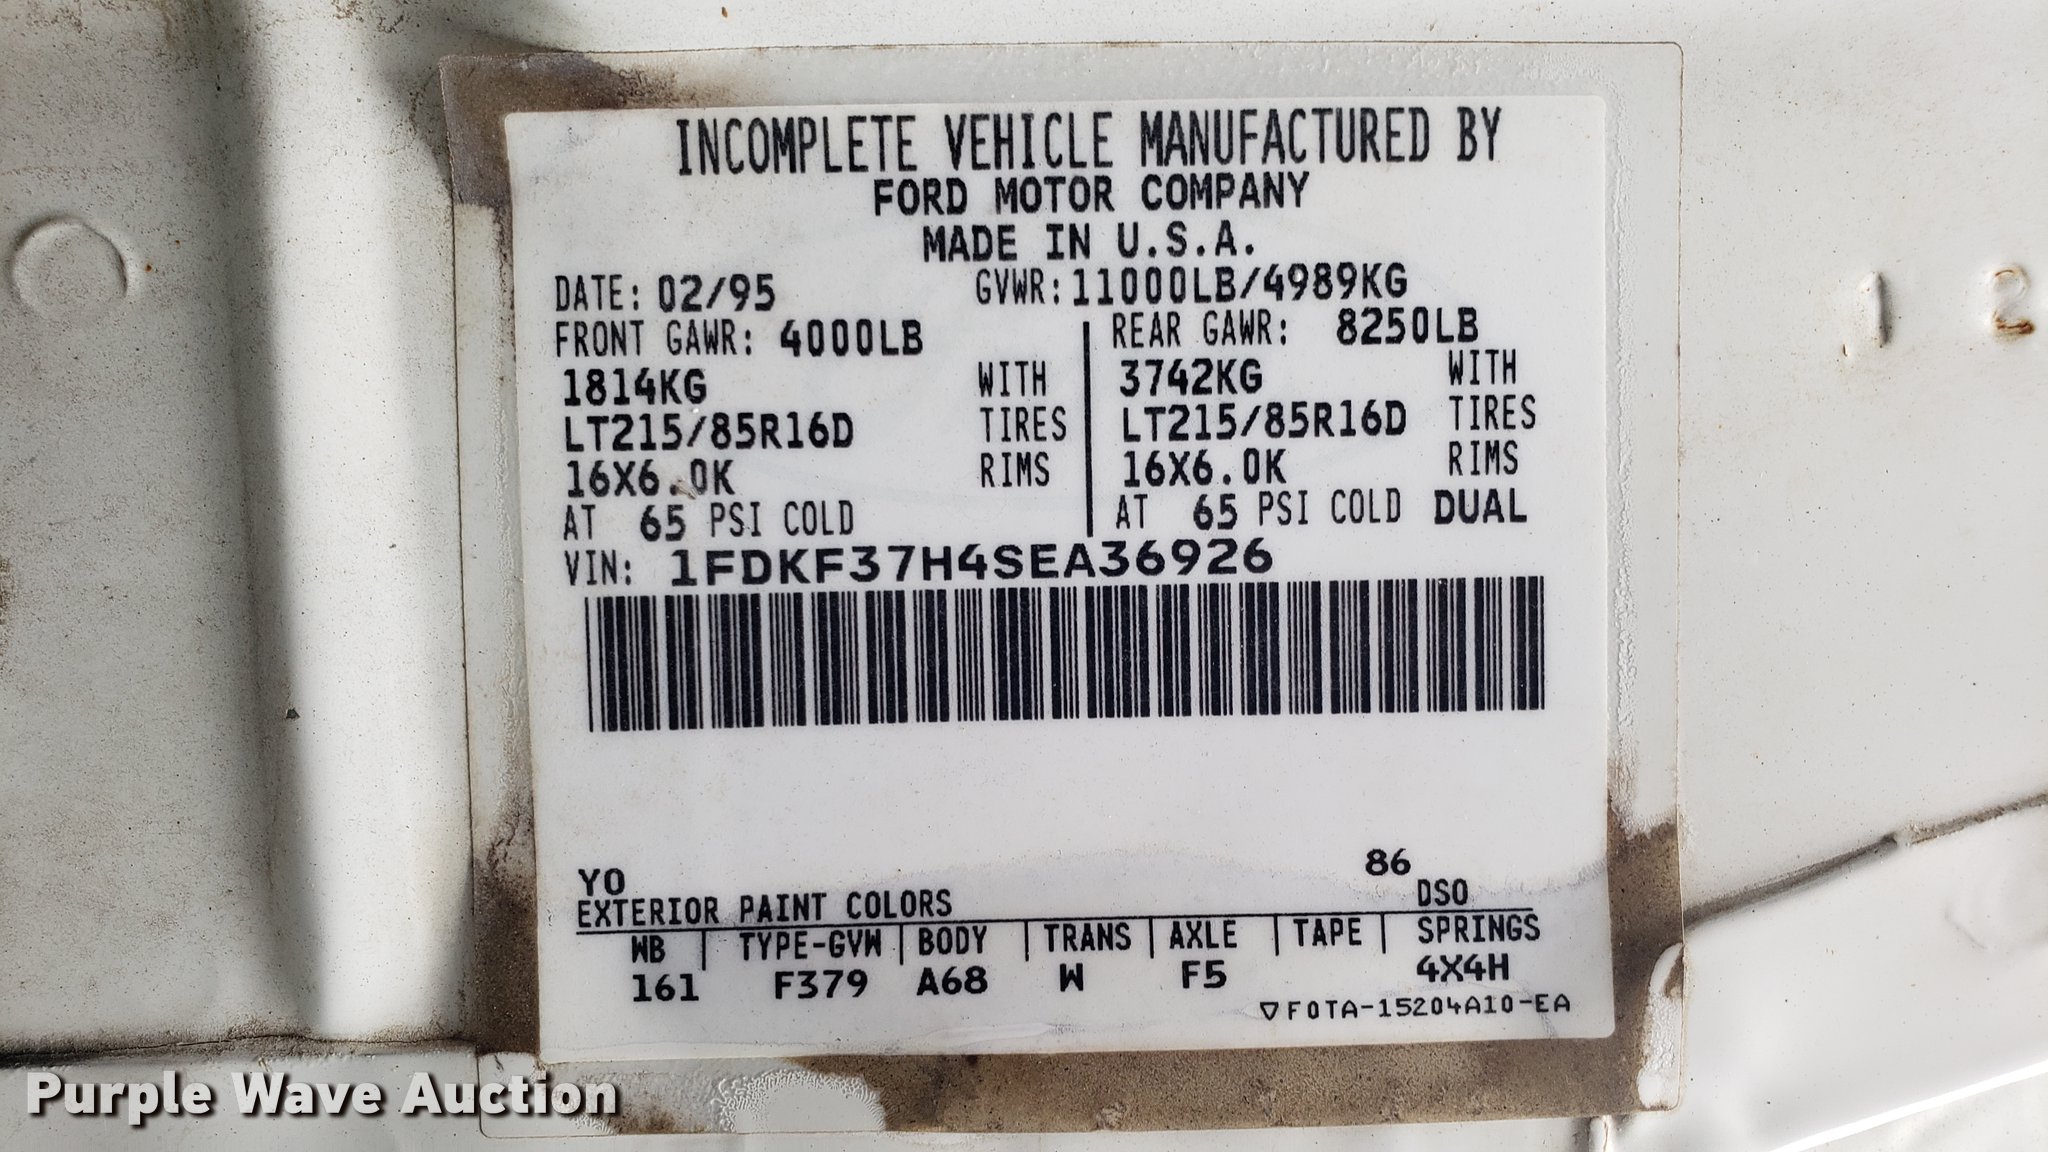 INCOMPLETE VEHICLE MANUFACTURED BY
FORD MOTOR COMPANY
MADE IN U.S.A.
DATE: 02/95 GVWR: 11000LB/4989KG
FRONT GAWR: 4000LB REAR GAWR: 8250LB
1814KG WITH 3742KG WITH
LT215/85R16D TIRES LT215/85R16D TIRES
16X6.0K RIMS 16X6.0K RIMS
AT 65 PSI COLD AT 65 PSI COLD DUAL
VIN: 1FDKF37H4SEA36926
YO 86
EXTERIOR PAINT COLORS DSO
WB | TYPE-GVW | BODY | TRANS | AXLE | TAPE | SPRINGS
161 F379 A68 W F5 4X4H
▽F0TA-15204A10-EA
1 2
Purple Wave Auction